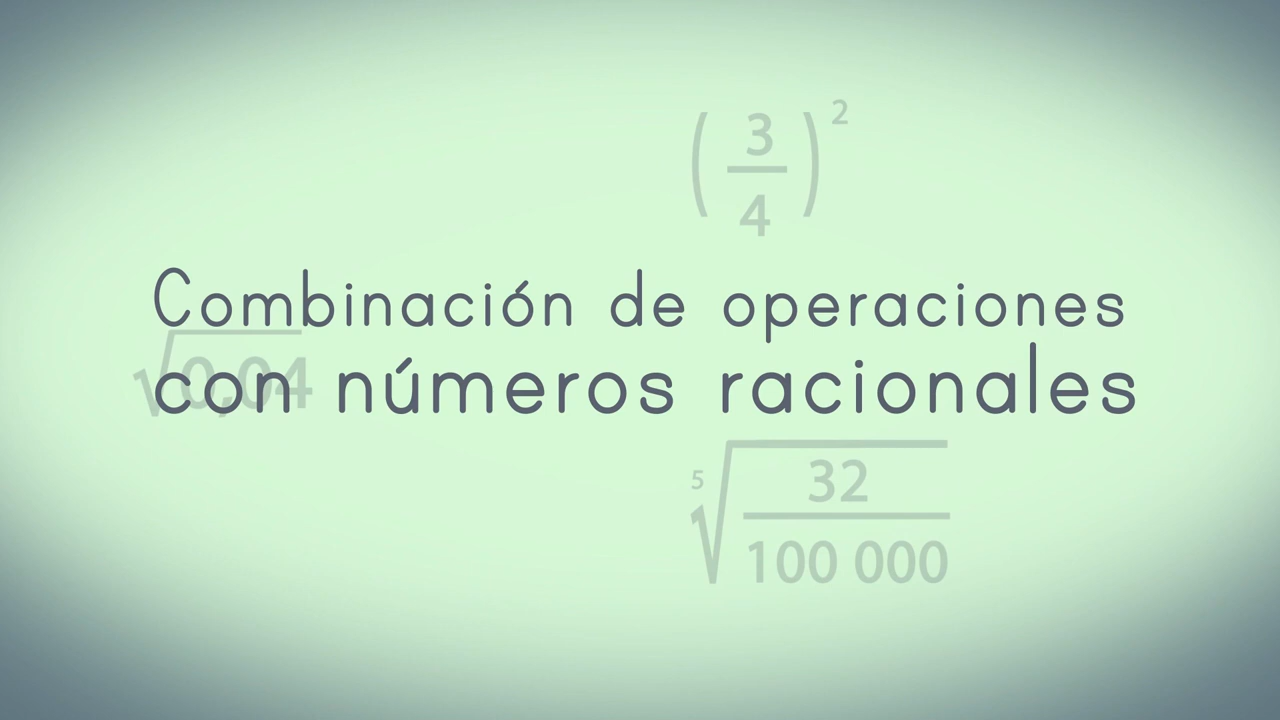 (3/4)²
Combinación de operaciones
√0,04
con números racionales
⁵√(32/100 000)